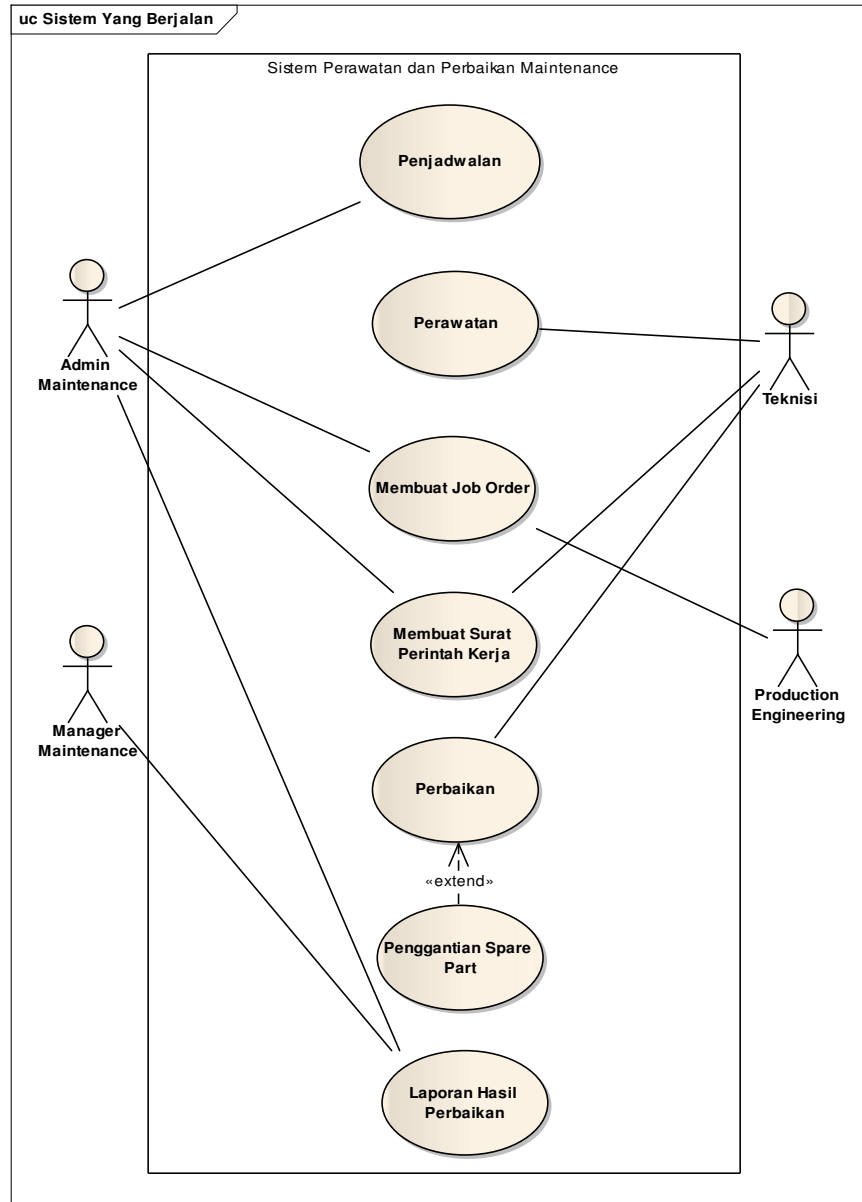 uc Sistem Yang Berjalan
Sistem Perawatan dan Perbaikan Maintenance
Penjadwalan
Perawatan
Admin
Maintenance
Teknisi
Membuat Job Order
Membuat Surat
Perintah Kerja
Manager
Maintenance
Production
Engineering
Perbaikan
«extend»
Penggantian Spare
Part
Laporan Hasil
Perbaikan